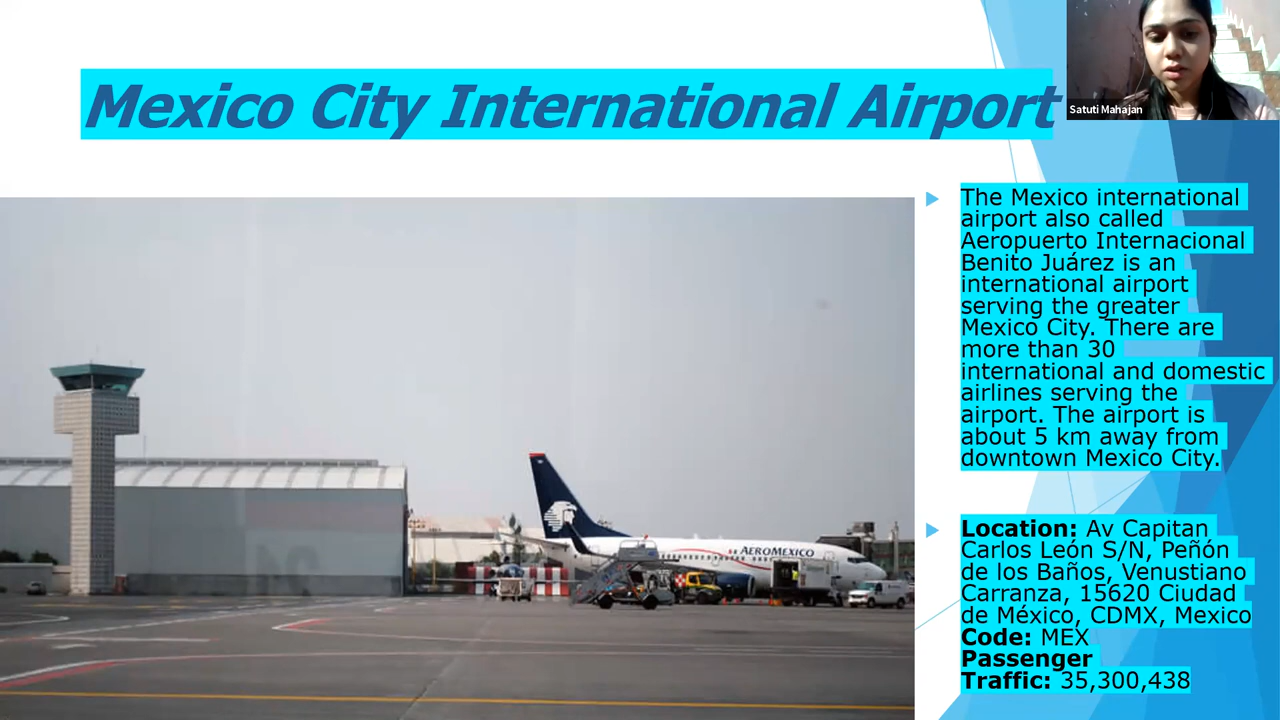 Mexico City International Airport
Satuti Mahajan
The Mexico international
airport also called
Aeropuerto Internacional
Benito Juárez is an
international airport
serving the greater
Mexico City. There are
more than 30
international and domestic
airlines serving the
airport. The airport is
about 5 km away from
downtown Mexico City.
AEROMEXICO
Location: Av Capitan
Carlos León S/N, Peñón
de los Baños, Venustiano
Carranza, 15620 Ciudad
de México, CDMX, Mexico
Code: MEX
Passenger
Traffic: 35,300,438